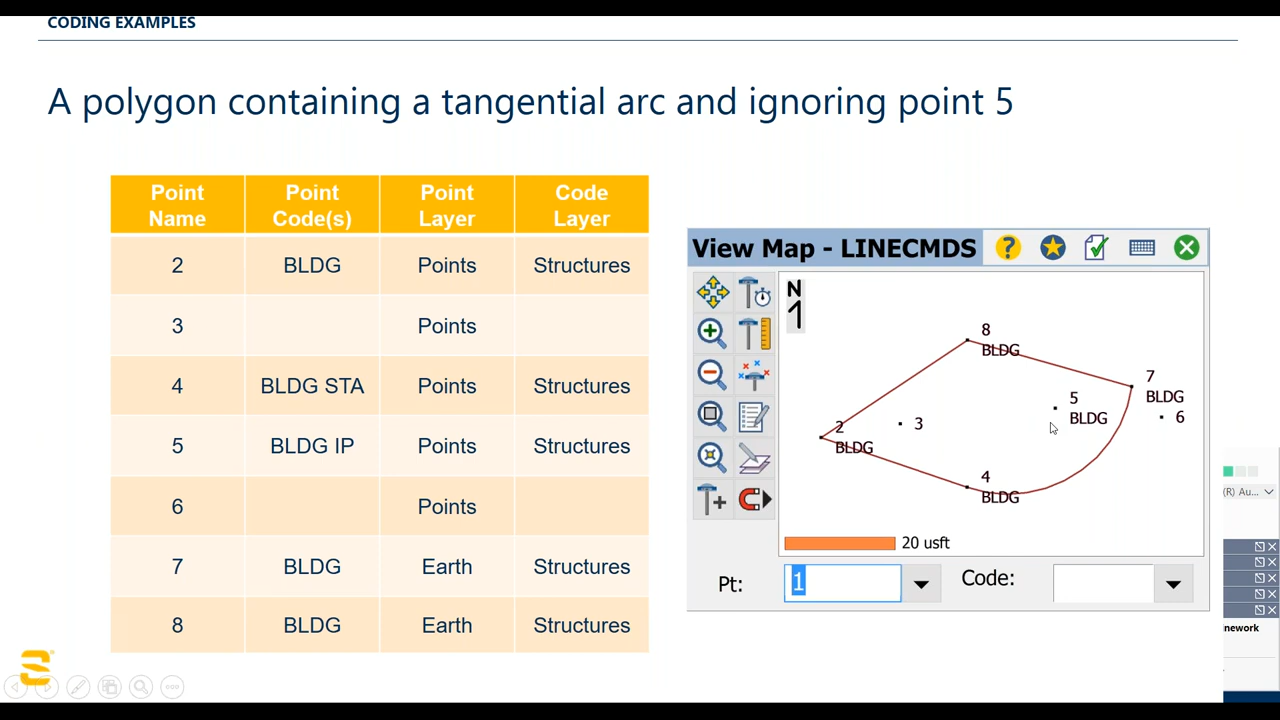 CODING EXAMPLES
A polygon containing a tangential arc and ignoring point 5
Point Name Point Code(s) Point Layer Code Layer
2 BLDG Points Structures
3 Points
4 BLDG STA Points Structures
5 BLDG IP Points Structures
6 Points
7 BLDG Earth Structures
8 BLDG Earth Structures
View Map - LINECMDS
N
1
8
BLDG
7
BLDG
5
BLDG
6
2
BLDG
3
4
BLDG
20 usft
Pt: 1 Code:
(R) Au...
nework